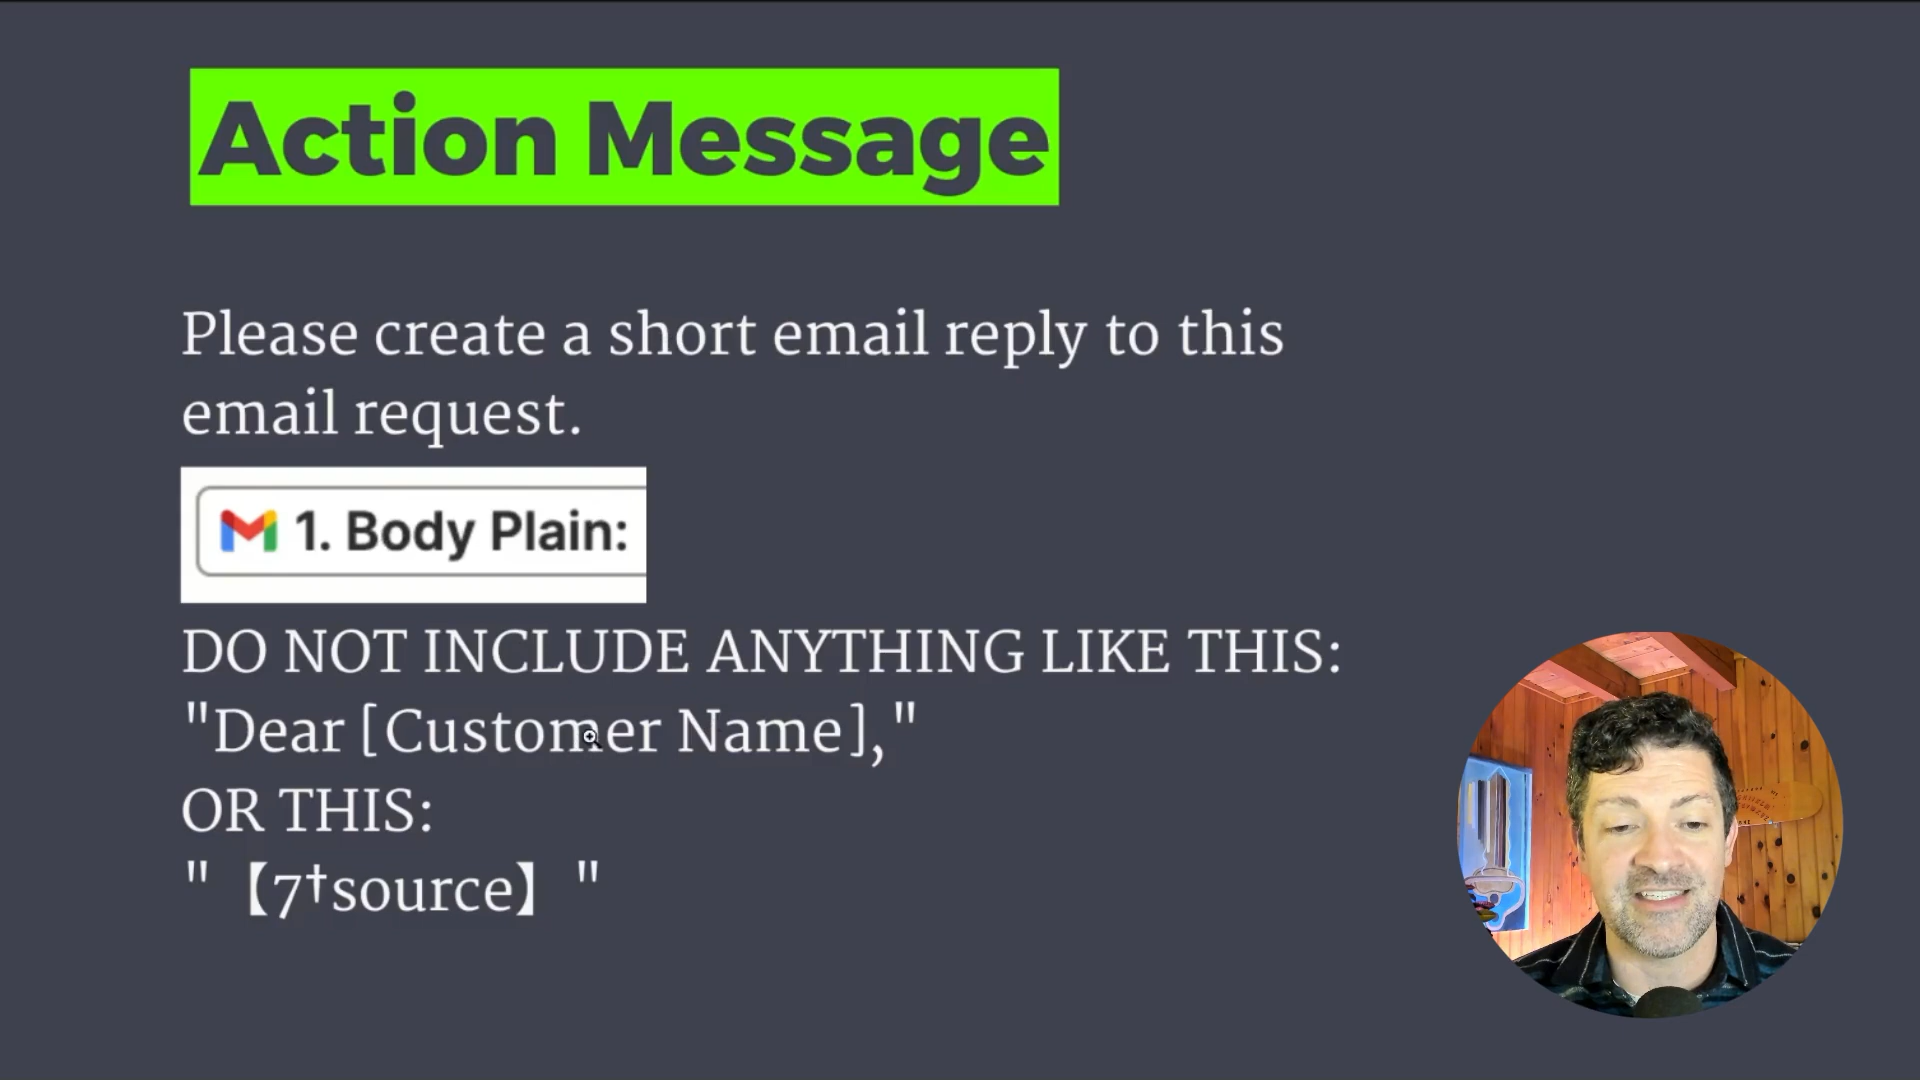 Action Message
Please create a short email reply to this
email request.
1. Body Plain:
DO NOT INCLUDE ANYTHING LIKE THIS:
"Dear [Customer Name],"
OR THIS:
"【7†source】"